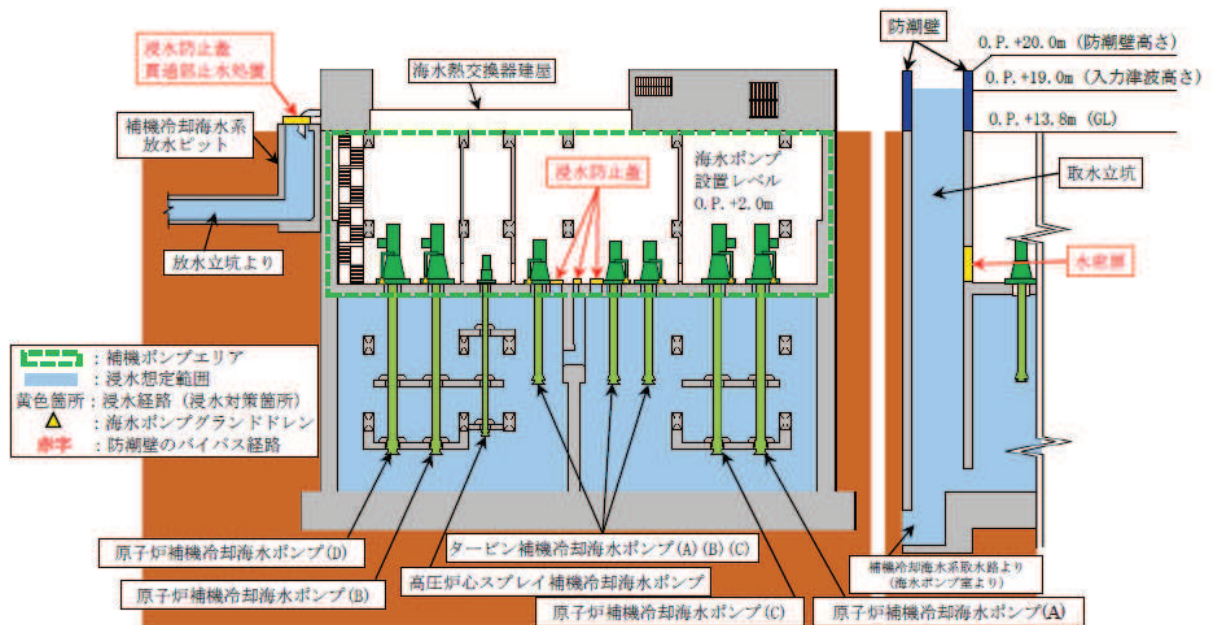 浸水防止蓋
貫通部止水処置
補機冷却海水系
放水ピット
放水立坑より
海水熱交換器建屋
浸水防止蓋
海水ポンプ
設置レベル
O.P.+2.0m
防潮壁
O.P.+20.0m (防潮壁高さ)
O.P.+19.0m (入力津波高さ)
O.P.+13.8m (GL)
取水立坑
水密扉
：補機ポンプエリア
：浸水想定範囲
黄色箇所：浸水経路 (浸水対策箇所)
：海水ポンプグランドドレン
赤字：防潮壁のバイパス経路
原子炉補機冷却海水ポンプ(D)
原子炉補機冷却海水ポンプ(B)
高圧炉心スプレイ補機冷却海水ポンプ
タービン補機冷却海水ポンプ(A)(B)(C)
原子炉補機冷却海水ポンプ(C)
原子炉補機冷却海水ポンプ(A)
補機冷却海水系取水路より
(海水ポンプ室より)